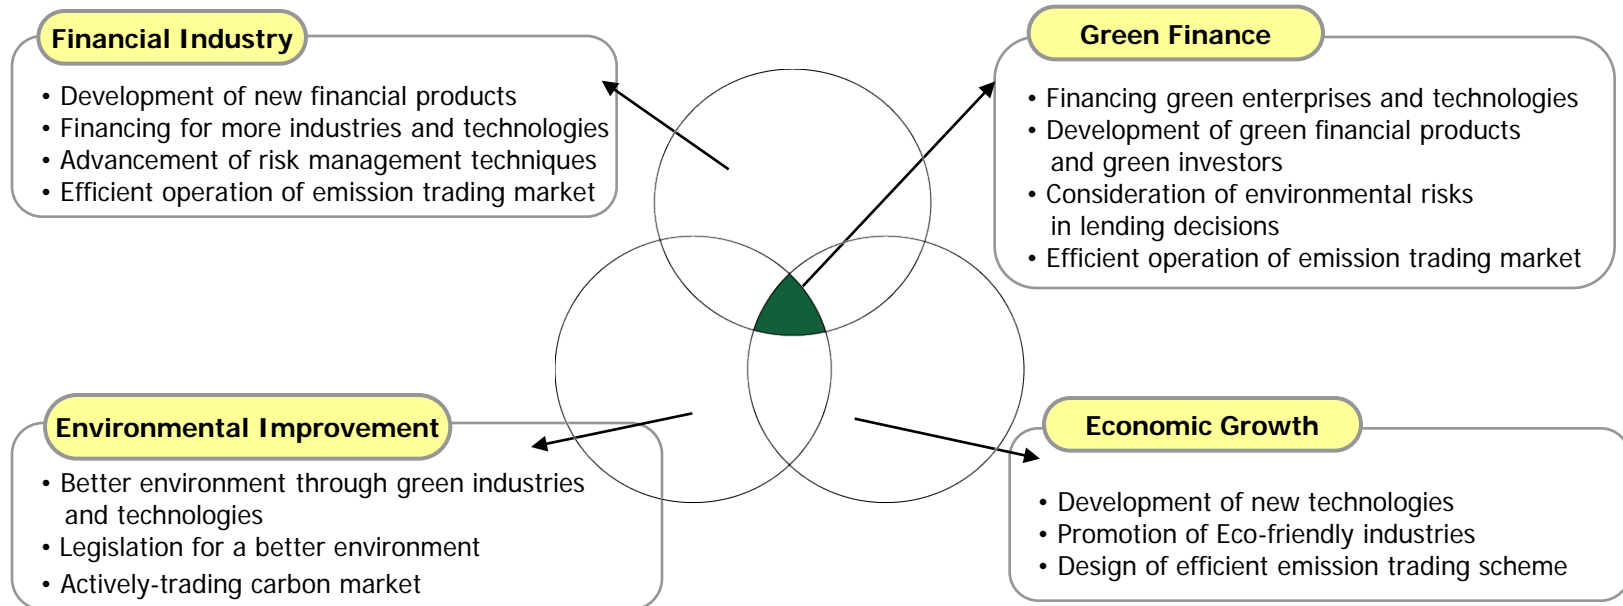 Financial Industry
• Development of new financial products
• Financing for more industries and technologies
• Advancement of risk management techniques
• Efficient operation of emission trading market
Green Finance
• Financing green enterprises and technologies
• Development of green financial products
and green investors
• Consideration of environmental risks
in lending decisions
• Efficient operation of emission trading market
Environmental Improvement
• Better environment through green industries
and technologies
• Legislation for a better environment
• Actively-trading carbon market
Economic Growth
• Development of new technologies
• Promotion of Eco-friendly industries
• Design of efficient emission trading scheme